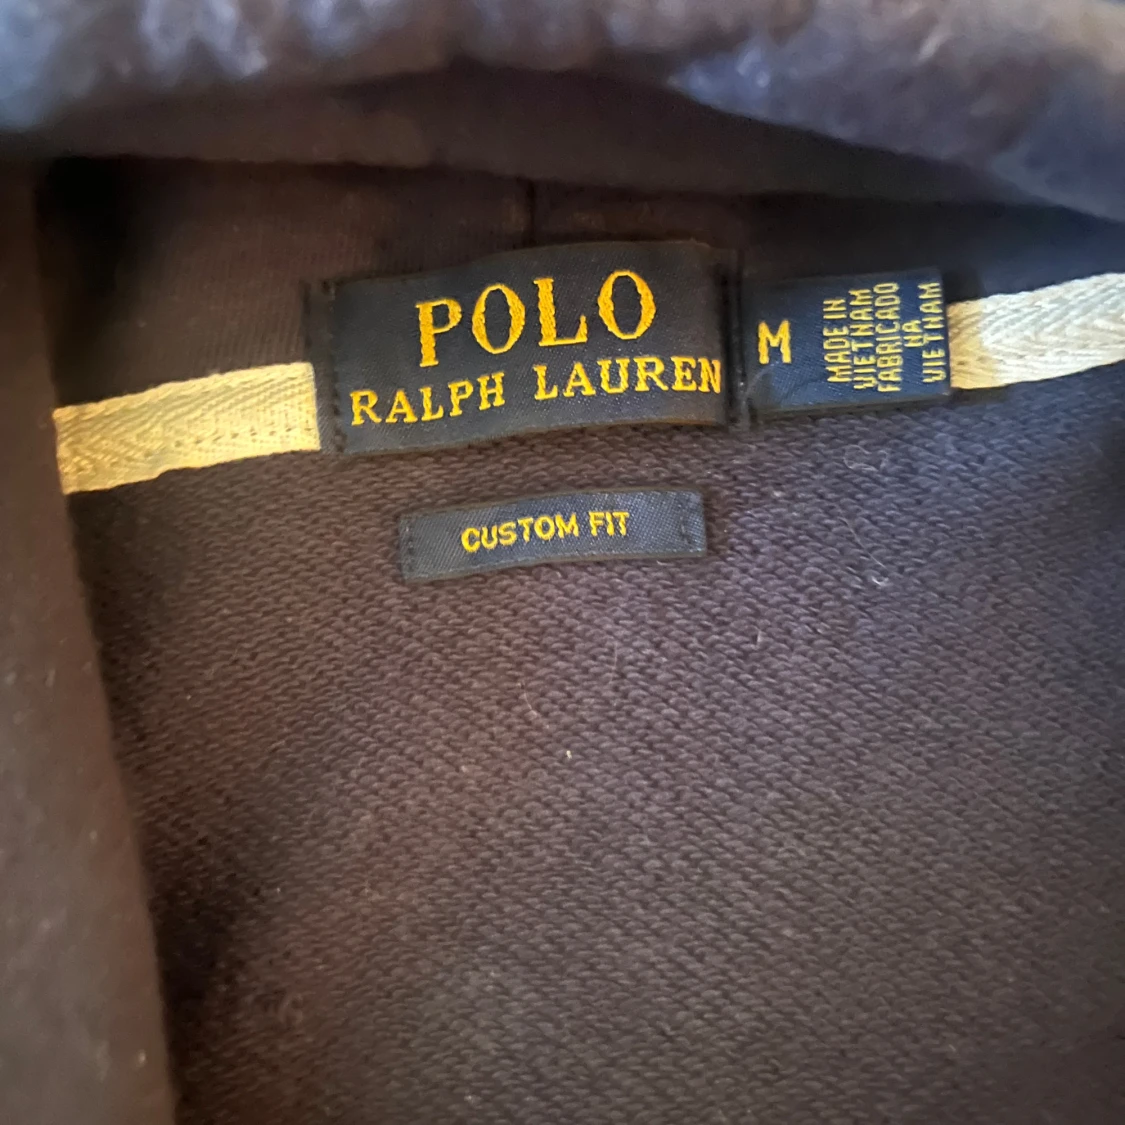 POLO
RALPH LAUREN
M
MADE IN
VIETNAM
FABRICADO
NA
VIETNAM
CUSTOM FIT